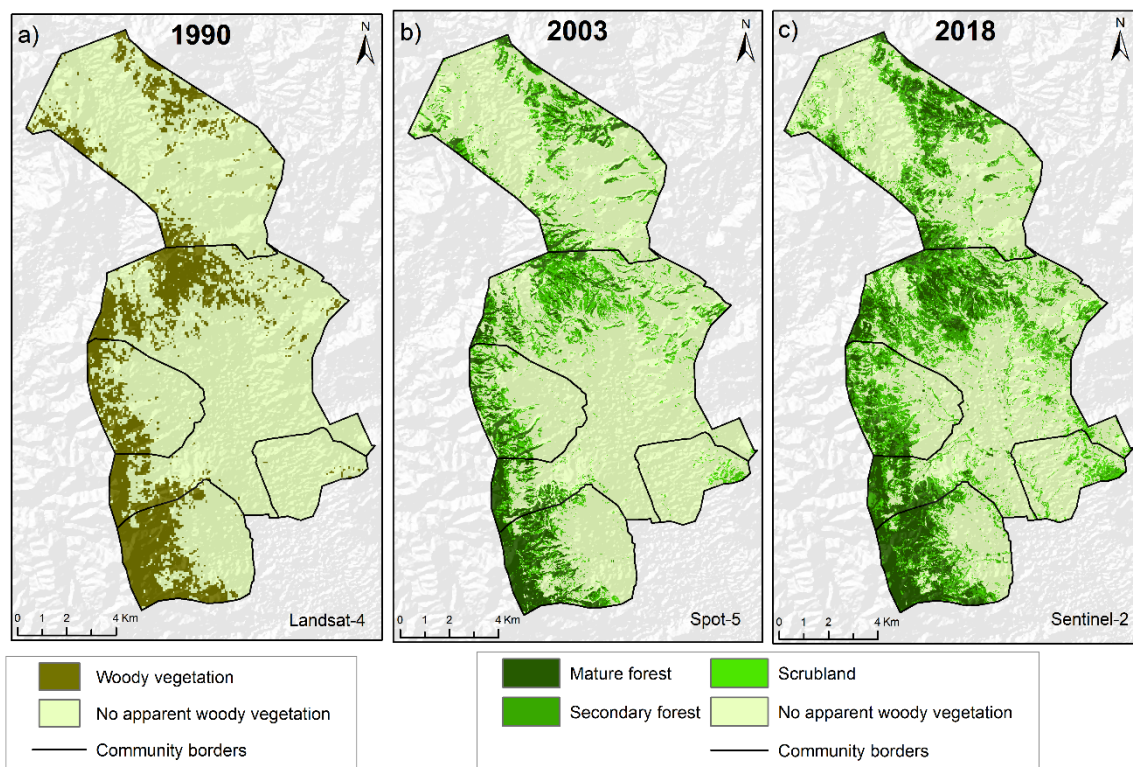 a)
1990
N
0 1 2 4 Km
Landsat-4
b)
2003
N
0 1 2 4 Km
Spot-5
c)
2018
N
0 1 2 4 Km
Sentinel-2
Woody vegetation
No apparent woody vegetation
Community borders
Mature forest
Secondary forest
Scrubland
No apparent woody vegetation
Community borders